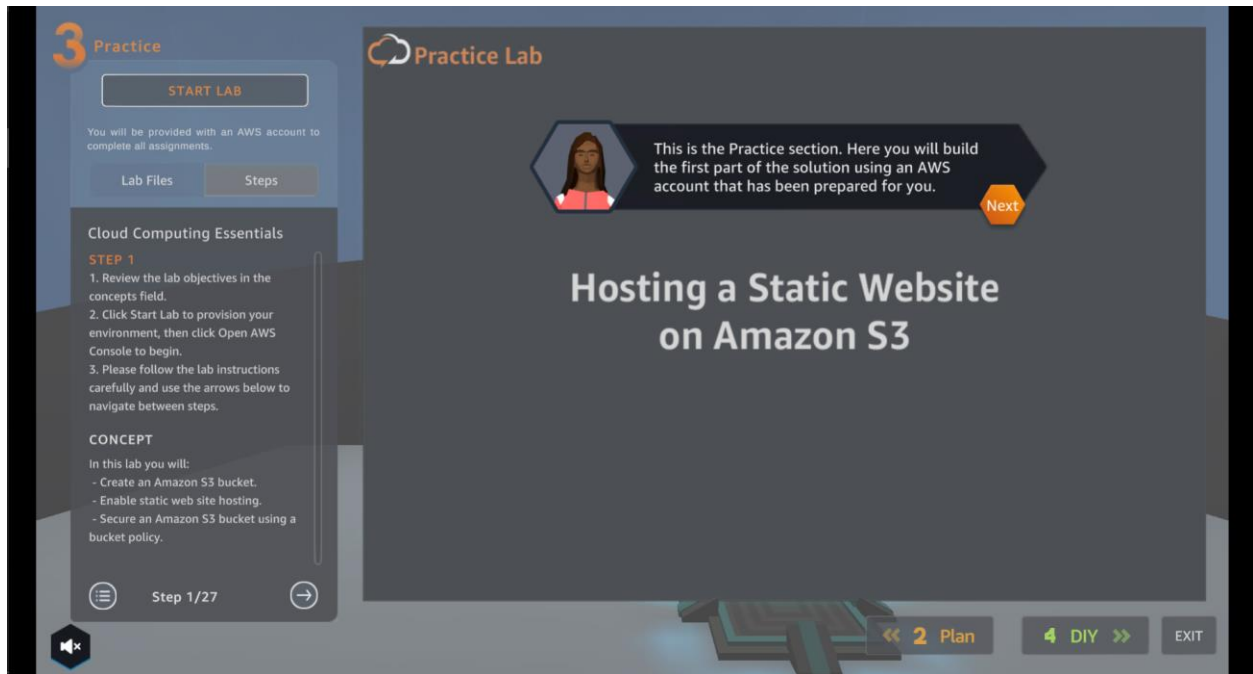 3 Practice
START LAB
You will be provided with an AWS account to
complete all assignments.
Lab Files
Steps
Cloud Computing Essentials
STEP 1
1. Review the lab objectives in the
concepts field.
2. Click Start Lab to provision your
environment, then click Open AWS
Console to begin.
3. Please follow the lab instructions
carefully and use the arrows below to
navigate between steps.
CONCEPT
In this lab you will:
- Create an Amazon S3 bucket.
- Enable static web site hosting.
- Secure an Amazon S3 bucket using a
bucket policy.
Step 1/27
Practice Lab
This is the Practice section. Here you will build
the first part of the solution using an AWS
account that has been prepared for you.
Next
Hosting a Static Website
on Amazon S3
<< 2 Plan
4 DIY >>
EXIT